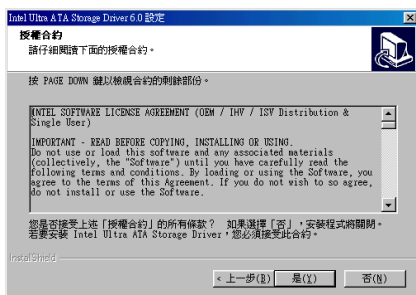 Intel Ultra ATA Storage Driver 6.0 設定
授權合約
請仔細閱讀下面的授權合約。
按 PAGE DOWN 鍵以檢視合約的剩餘部份。
INTEL SOFTWARE LICENSE AGREEMENT (OEM / IHV / ISV Distribution &
Single User)
IMPORTANT - READ BEFORE COPYING, INSTALLING OR USING.
Do not use or load this software and any associated materials
(collectively, the "Software") until you have carefully read the
following terms and conditions. By loading or using the Software, you
agree to the terms of this Agreement. If you do not wish to so agree,
do not install or use the Software.
您是否接受上述「授權合約」的所有條款? 如果選擇「否」,安裝程式將關閉。
若要安裝 Intel Ultra ATA Storage Driver,您必須接受此合約。
InstallShield
< 上一步(B) 是(Y) 否(N)